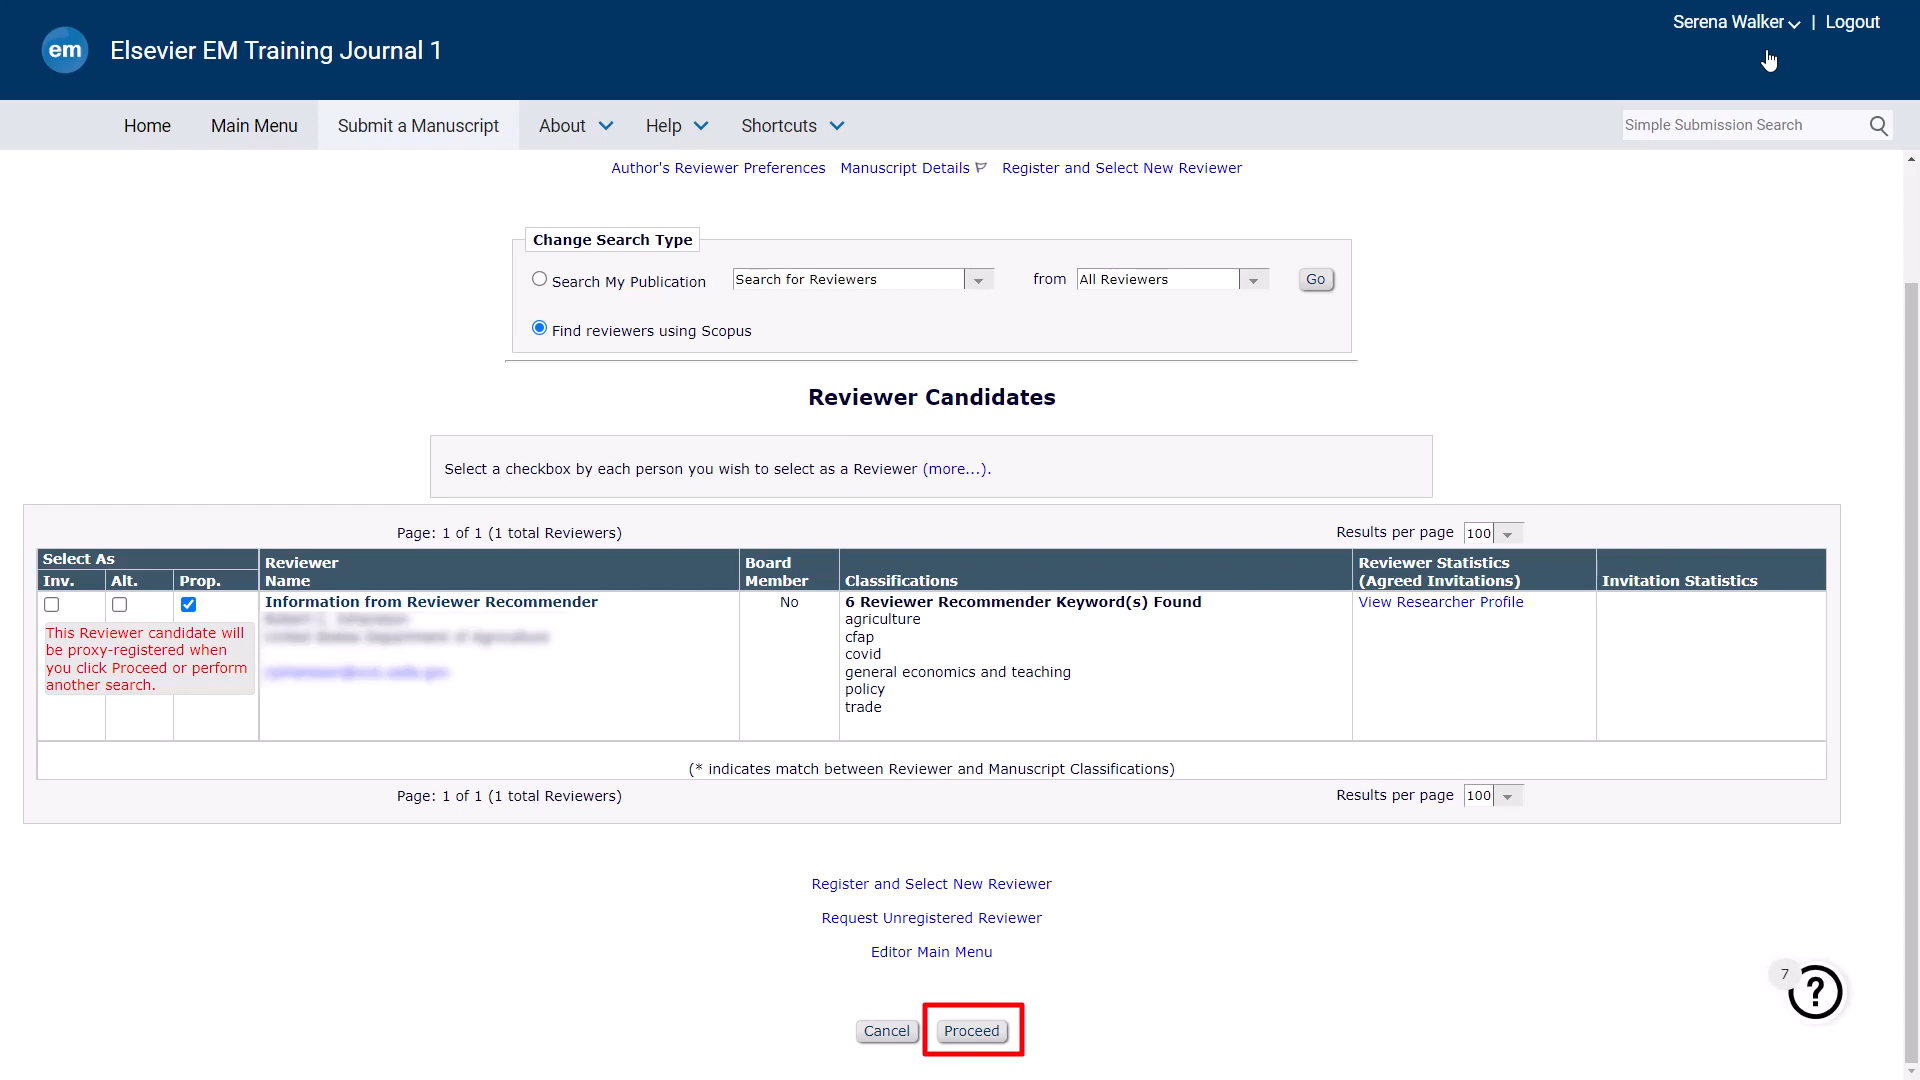 Serena Walker | Logout
em Elsevier EM Training Journal 1
Home Main Menu Submit a Manuscript About Help Shortcuts Simple Submission Search
Author's Reviewer Preferences Manuscript Details Register and Select New Reviewer
Change Search Type
Search My Publication Search for Reviewers from All Reviewers Go
Find reviewers using Scopus
Reviewer Candidates
Select a checkbox by each person you wish to select as a Reviewer (more...).
Page: 1 of 1 (1 total Reviewers) Results per page 100
Select As
Inv. Alt. Prop.
Reviewer
Name
Board
Member
Classifications
Reviewer Statistics
(Agreed Invitations)
Invitation Statistics
This Reviewer candidate will
be proxy-registered when
you click Proceed or perform
another search.
Information from Reviewer Recommender
No
6 Reviewer Recommender Keyword(s) Found
agriculture
cfap
covid
general economics and teaching
policy
trade
View Researcher Profile
(* indicates match between Reviewer and Manuscript Classifications)
Page: 1 of 1 (1 total Reviewers) Results per page 100
Register and Select New Reviewer
Request Unregistered Reviewer
Editor Main Menu
7
?
Cancel Proceed